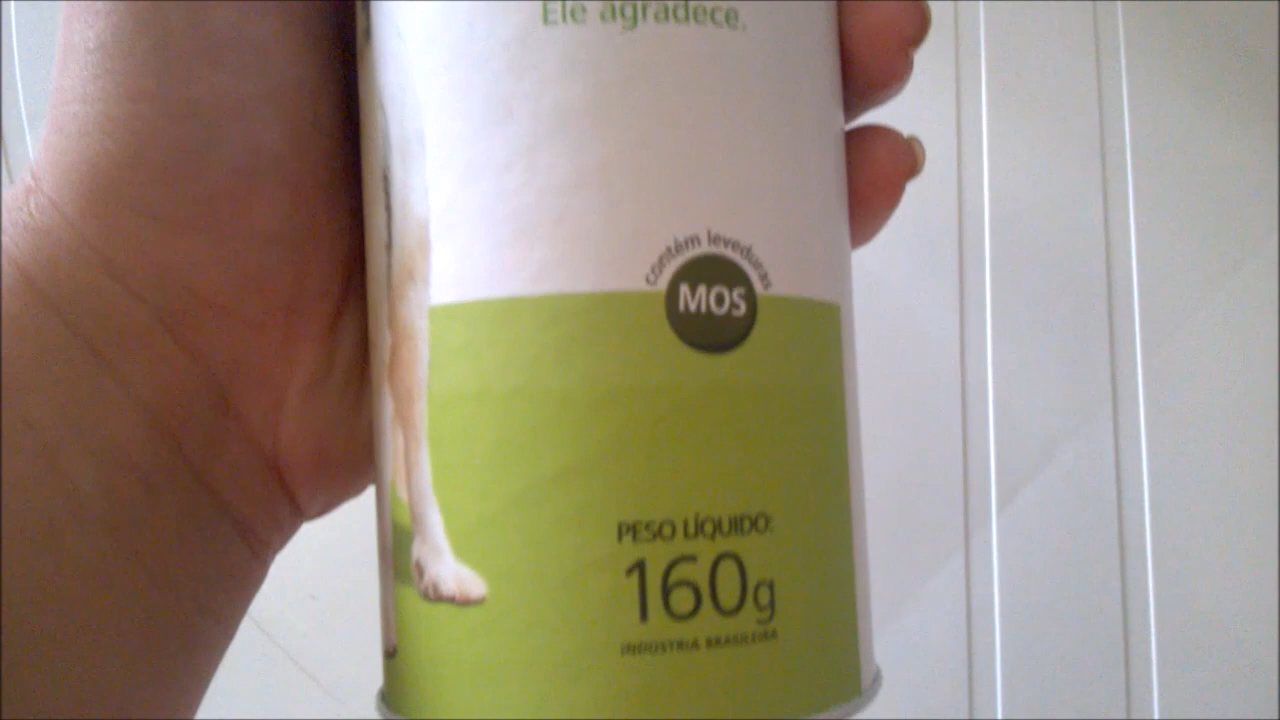 Ele agradece.
contém leveduras
MOS
PESO LÍQUIDO:
160g
INDÚSTRIA BRASILEIRA